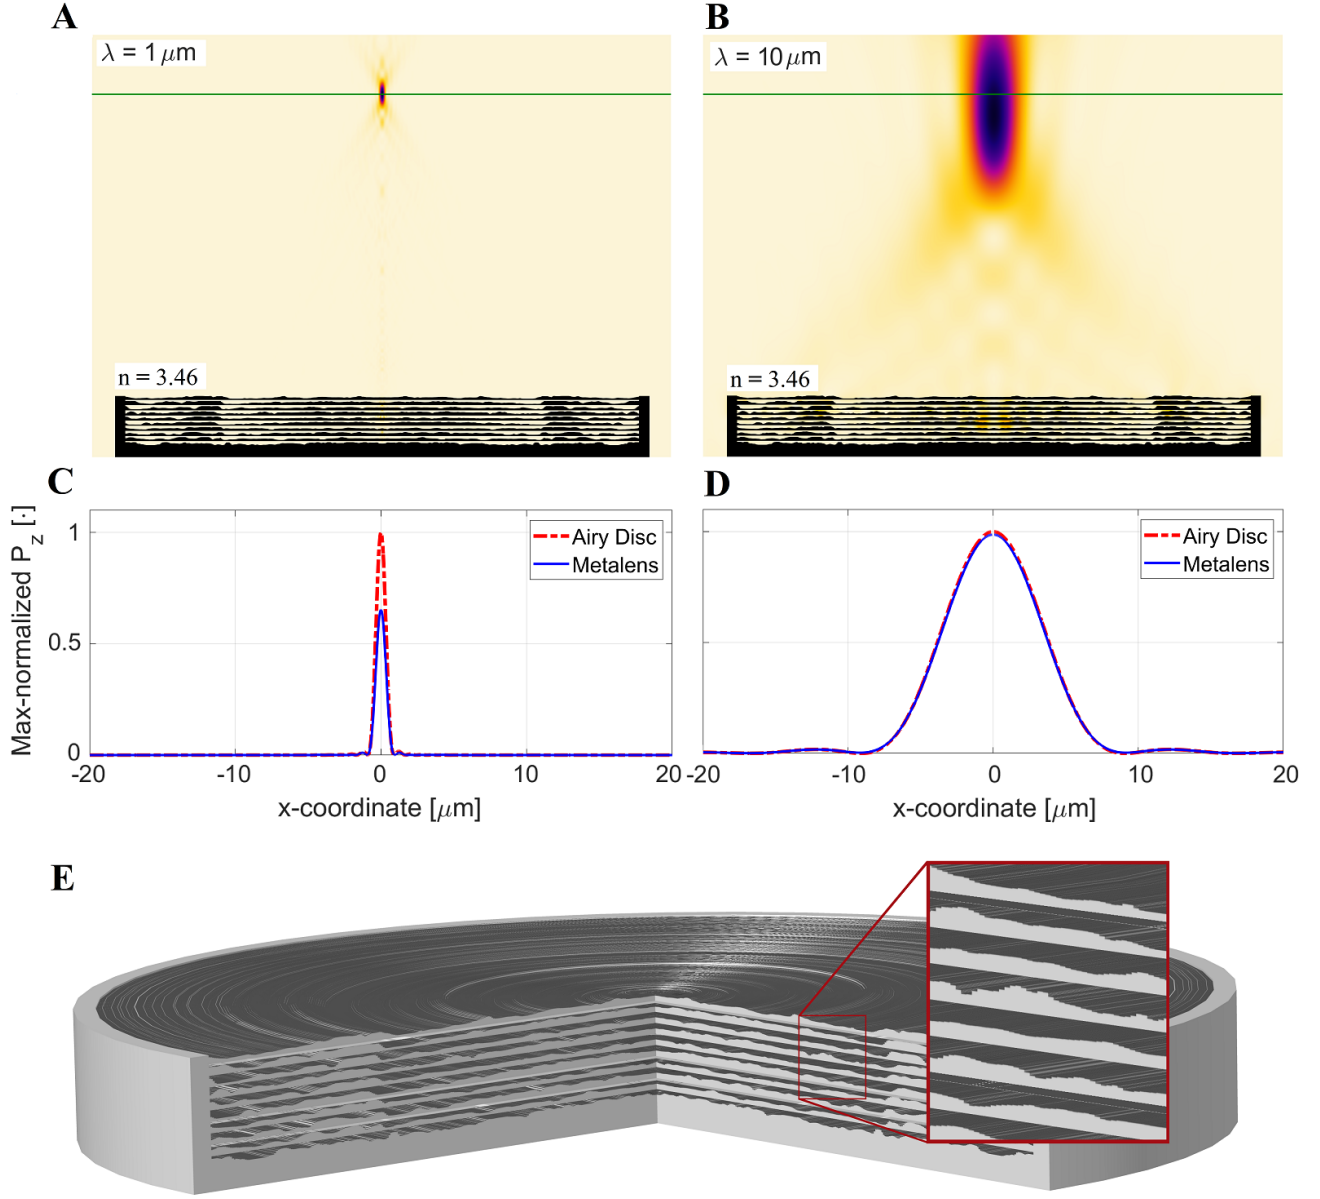 A
B
λ = 1 μm
λ = 10 μm
n = 3.46
n = 3.46
C
D
Max-normalized P_z [·]
1
0.5
0
Airy Disc
Metalens
-20
-10
0
10
20
x-coordinate [μm]
Airy Disc
Metalens
-20
-10
0
10
20
x-coordinate [μm]
E